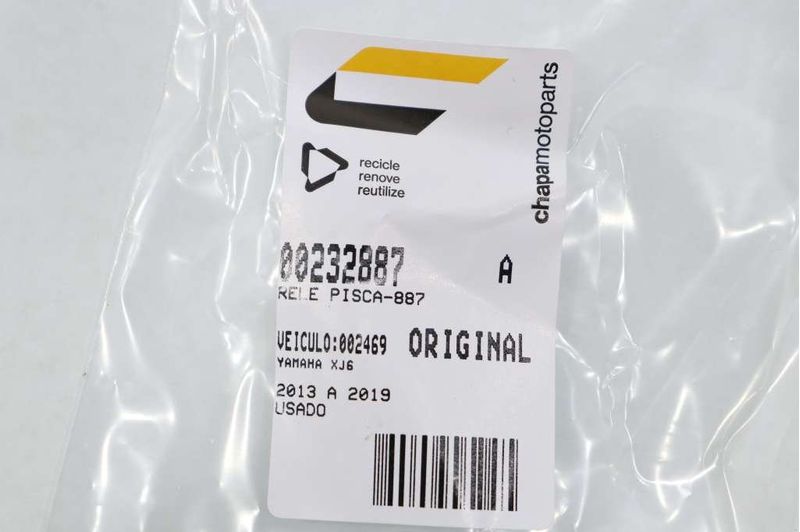 chapamotoparts
recicle
renove
reutilize
00232887 A
RELE PISCA-887
VEICULO:002469 ORIGINAL
YAMAHA XJ6
2013 A 2019
USADO